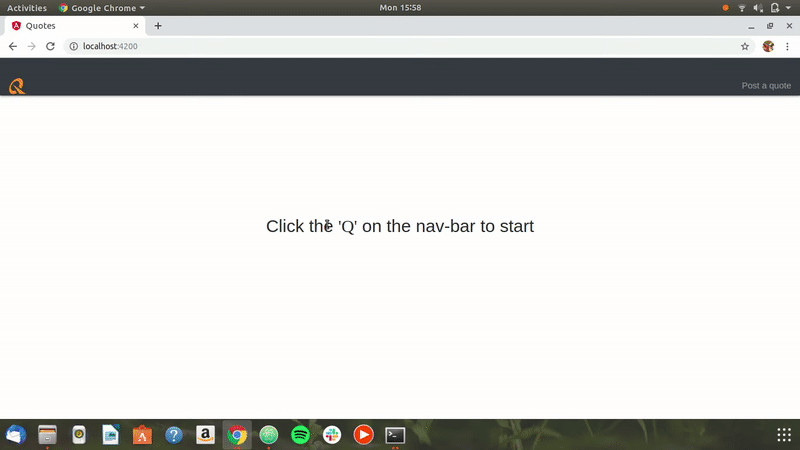 Activities Google Chrome Mon 15:58
Quotes
localhost:4200
Post a quote
Click the 'Q' on the nav-bar to start